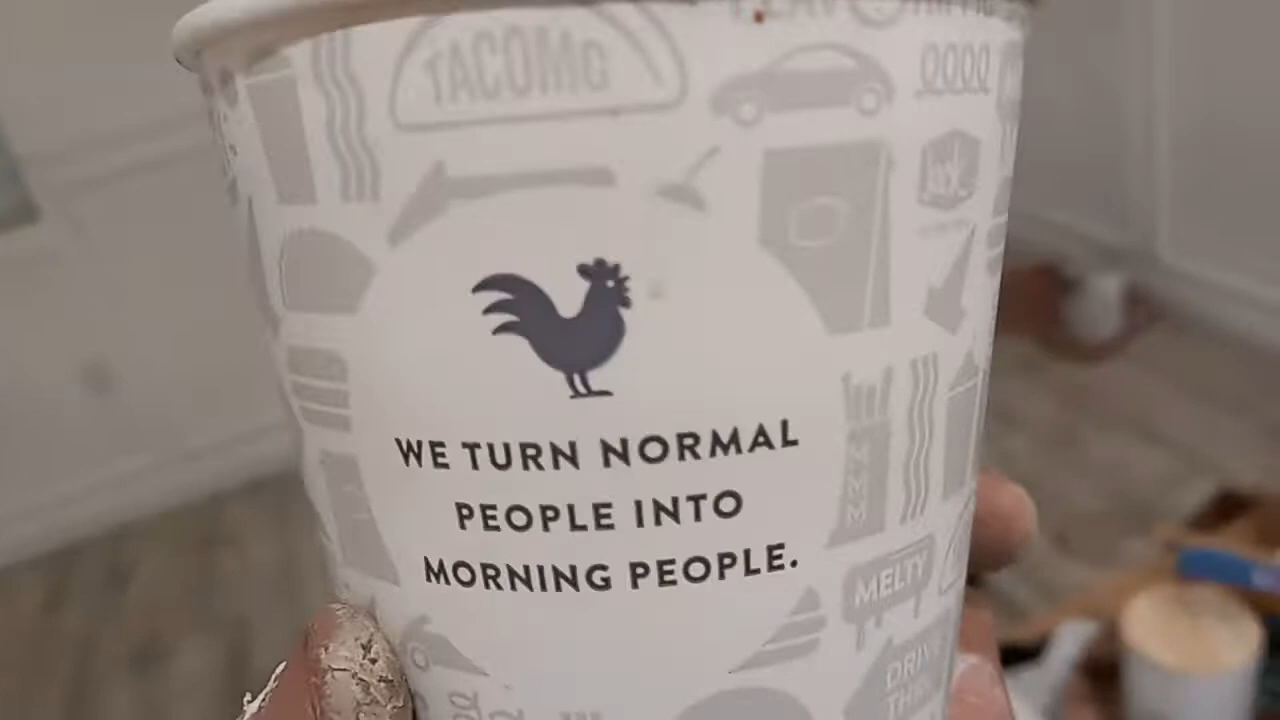 TACOMG
WE TURN NORMAL
PEOPLE INTO
MORNING PEOPLE.
MELTY